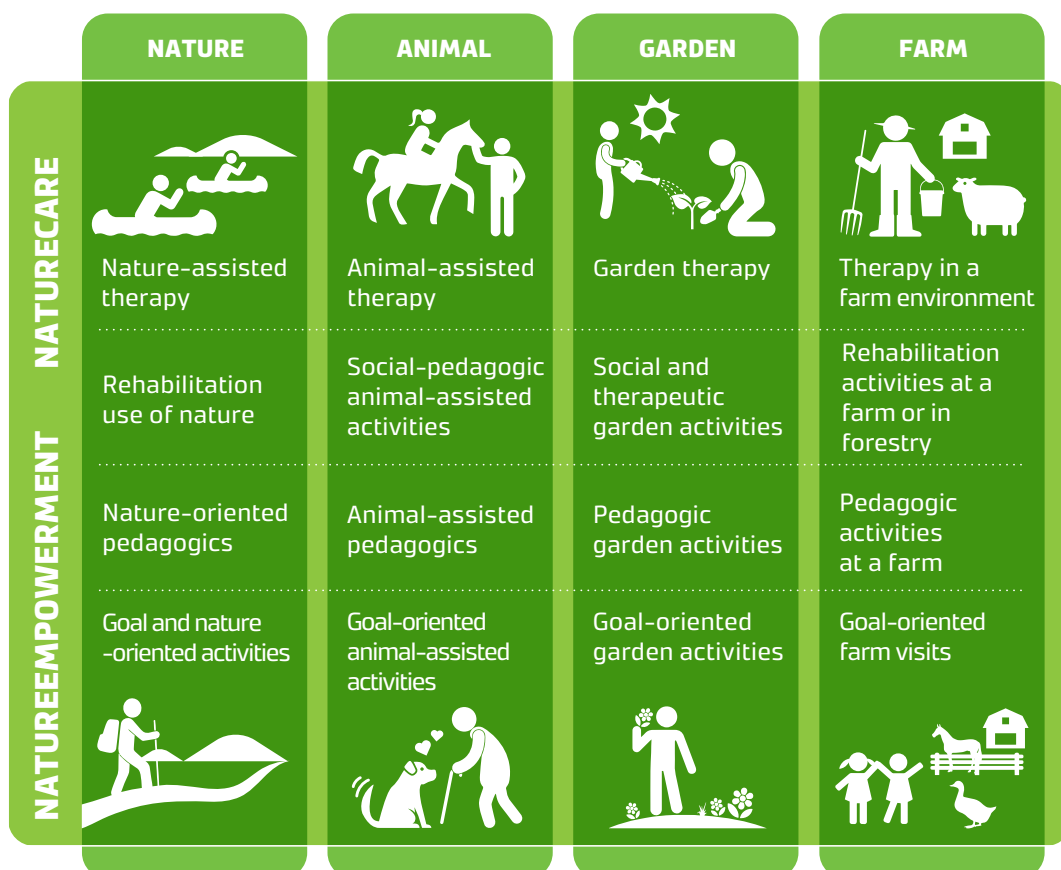 NATURE
ANIMAL
GARDEN
FARM
NATURECARE
Nature-assisted
therapy
Animal-assisted
therapy
Garden therapy
Therapy in a
farm environment
Rehabilitation
use of nature
Social-pedagogic
animal-assisted
activities
Social and
therapeutic
garden activities
Rehabilitation
activities at a
farm or in
forestry
NATUREEMPOWERMENT
Nature-oriented
pedagogics
Animal-assisted
pedagogics
Pedagogic
garden activities
Pedagogic
activities
at a farm
Goal and nature
-oriented activities
Goal-oriented
animal-assisted
activities
Goal-oriented
garden activities
Goal-oriented
farm visits